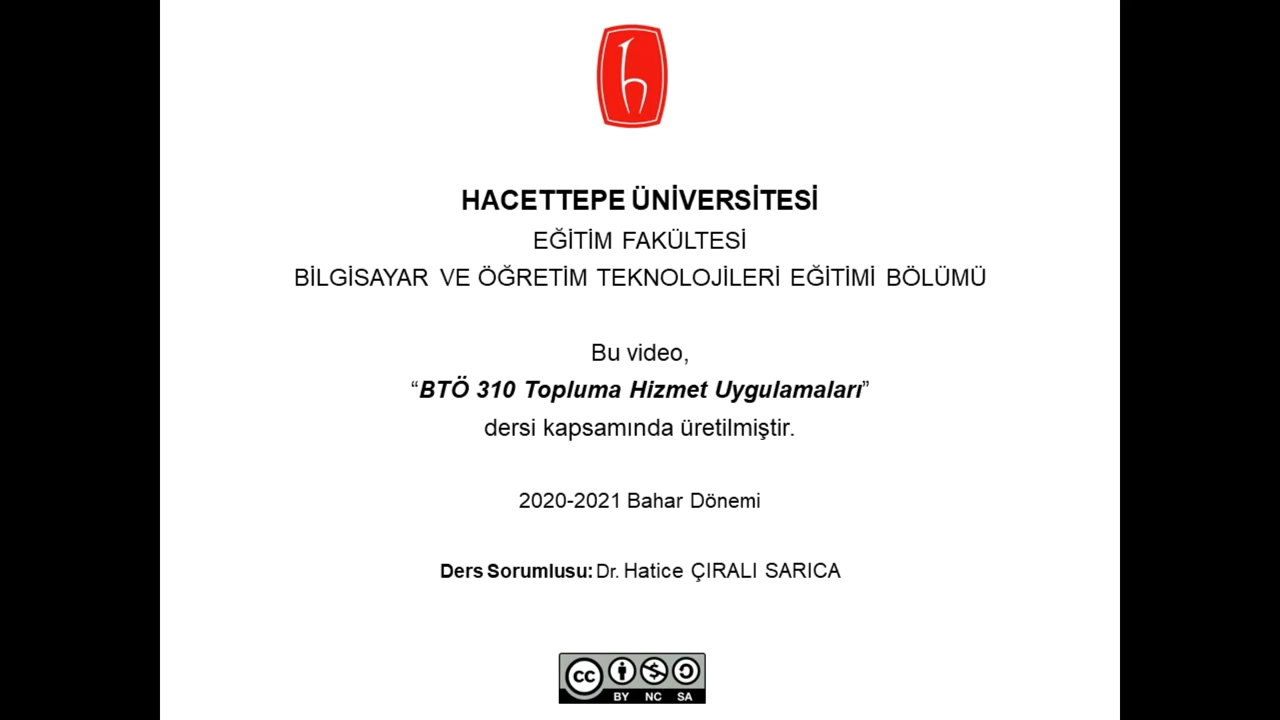 HACETTEPE ÜNİVERSİTESİ
EĞİTİM FAKÜLTESİ
BİLGİSAYAR VE ÖĞRETİM TEKNOLOJİLERİ EĞİTİMİ BÖLÜMÜ
Bu video,
“BTÖ 310 Topluma Hizmet Uygulamaları”
dersi kapsamında üretilmiştir.
2020-2021 Bahar Dönemi
Ders Sorumlusu: Dr. Hatice ÇIRALI SARICA
cc
BY NC SA